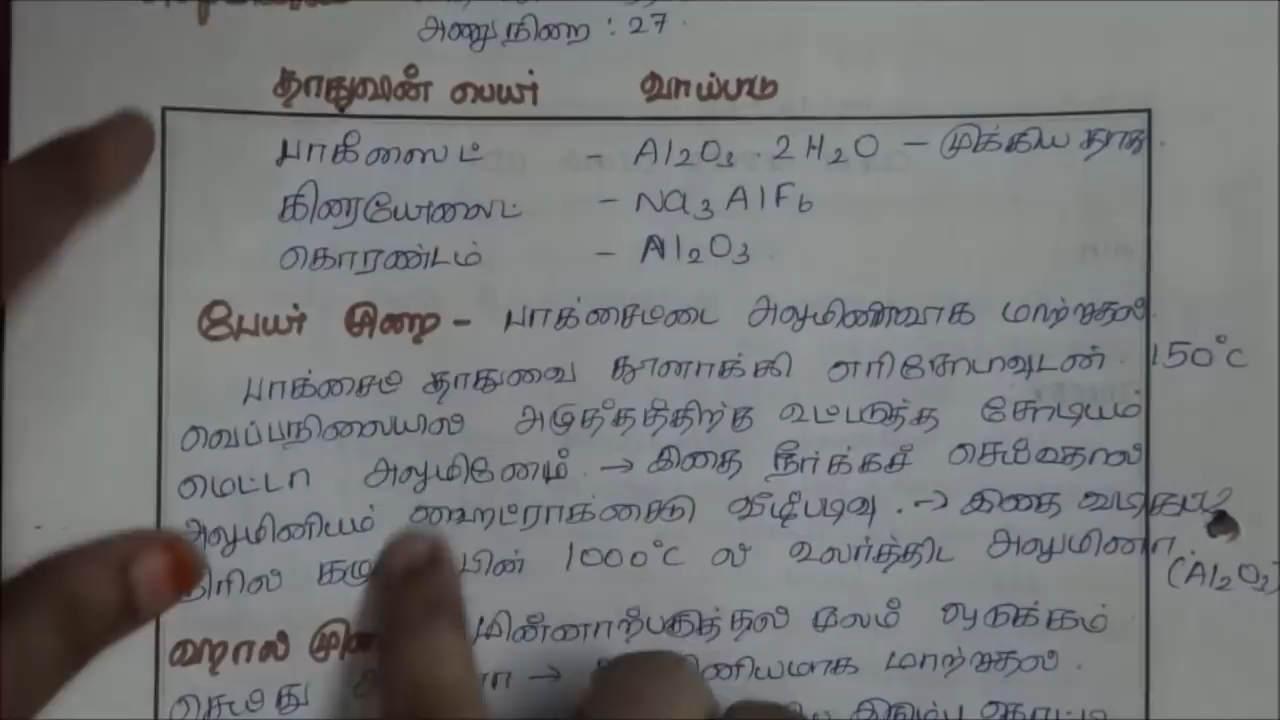 அணுநிறை : 27.
தாதுவின் பெயர் வாய்பாடு
பாக்ஸைட் - Al2O3 . 2H2O - முக்கிய தாது.
கிரையோலைட் - Na3AlF6
கொரண்டம் - Al2O3
பேயர் முறை - பாக்சைட்டை அலுமினாவாக மாற்றுதல்.
பாக்சைட் தாதுவை தூளாக்கி எரிசோடாவுடன் 150°C
வெப்பநிலையில் அழுத்தத்திற்கு உட்படுத்த சோடியம்
மெட்டா அலுமினேட் → இதை நீர்க்கச் செய்வதால்
அலுமினியம் ஹைட்ராக்சைடு வீழ்படிவு. → இதை வடிகட்டி
நீரில் பின் 1000°C ல் உலர்த்திட அலுமினா.
(Al2O3)
ஹால் மின்னாற்பகுத்தல் மூலம் ஒடுக்கம்
செய்து → மாற்றுதல்.
இரும்பு தொட்டி